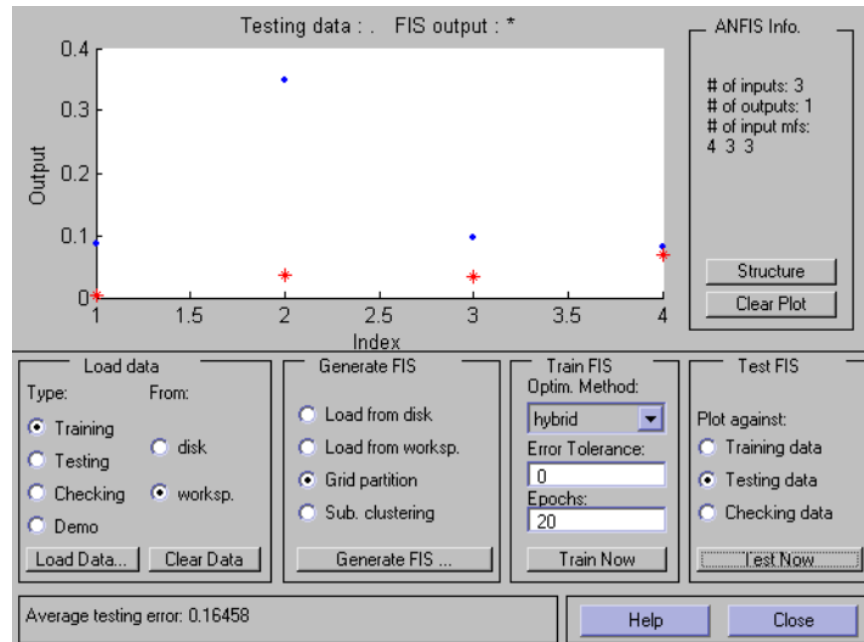 Testing data : .   FIS output : *
0.4
0.3
0.2
0.1
0
Output
1
1.5
2
2.5
3
3.5
4
Index
ANFIS Info.
# of inputs: 3
# of outputs: 1
# of input mfs:
4  3  3
Structure
Clear Plot
Load data
Type:
From:
Training
Testing
Checking
Demo
disk
worksp.
Load Data...
Clear Data
Generate FIS
Load from disk
Load from worksp.
Grid partition
Sub. clustering
Generate FIS ...
Train FIS
Optim. Method:
hybrid
Error Tolerance:
0
Epochs:
20
Train Now
Test FIS
Plot against:
Training data
Testing data
Checking data
Test Now
Average testing error: 0.16458
Help
Close